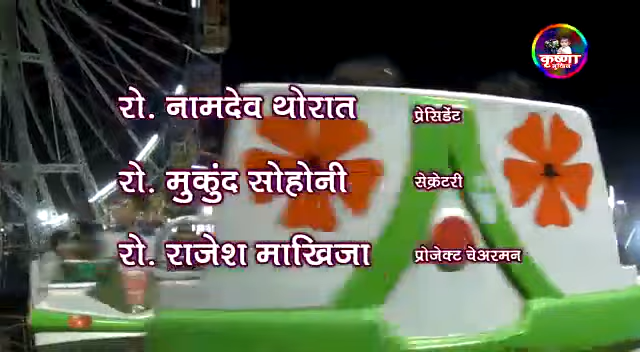 कृष्णा
मुव्हिज
रो. नामदेव थोरात प्रेसिडेंट
रो. मुकुंद सोहोनी सेक्रेटरी
रो. राजेश माखिजा प्रोजेक्ट चेअरमन